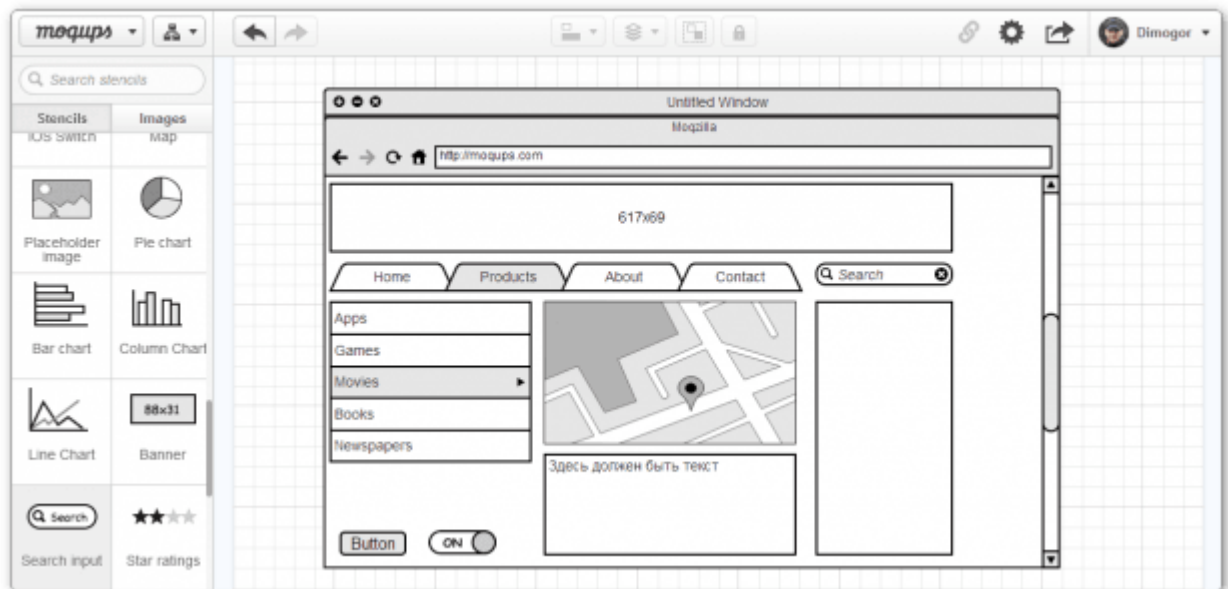 moqups
Dimogor
Search stencils
Stencils
Images
iOS Switch
Map
Placeholder
image
Pie chart
Bar chart
Column Chart
Line Chart
88x31
Banner
Search
Search input
Star ratings
Untitled Window
Moqzilla
http://moqups.com
617x69
Home
Products
About
Contact
Search
Apps
Games
Movies
Books
Newspapers
Здесь должен быть текст
Button
ON